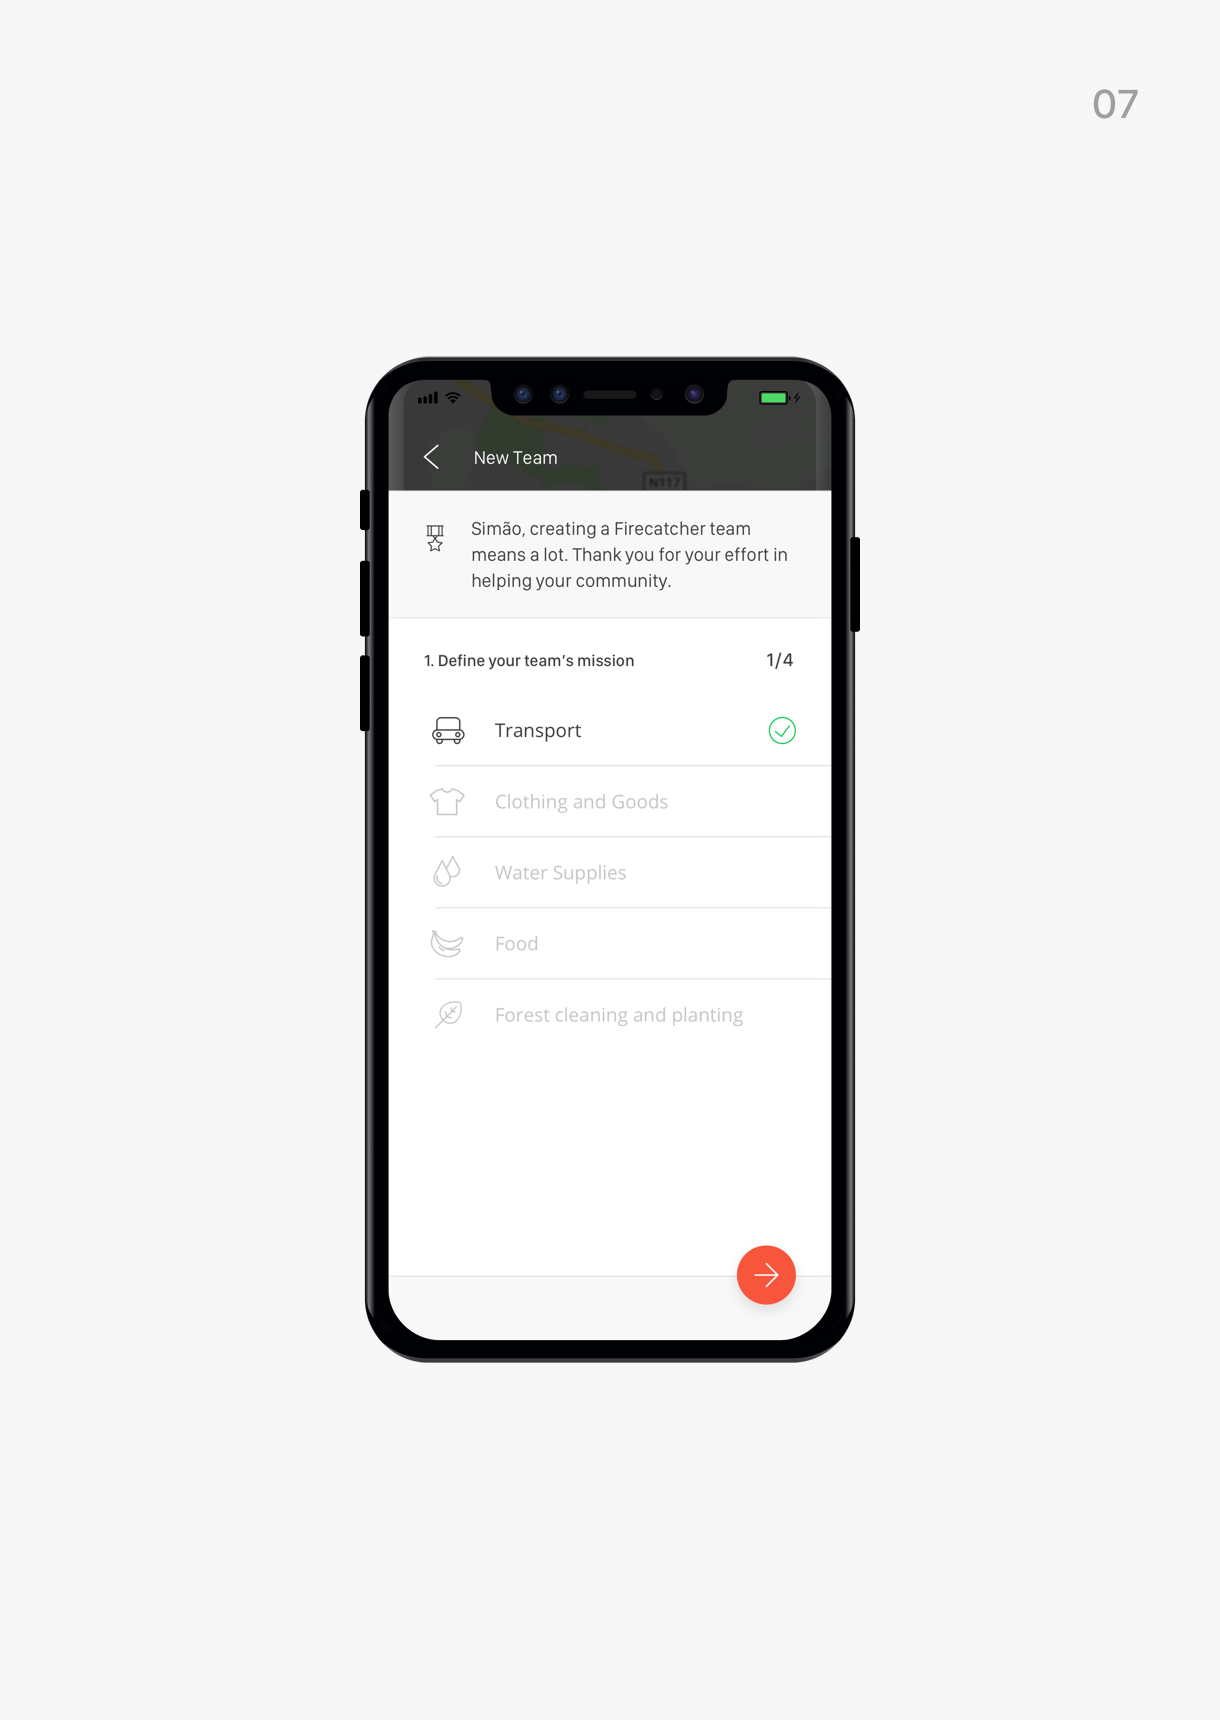 07
New Team
N117
Simão, creating a Firecatcher team
means a lot. Thank you for your effort in
helping your community.
1. Define your team’s mission
1/4
Transport
Clothing and Goods
Water Supplies
Food
Forest cleaning and planting